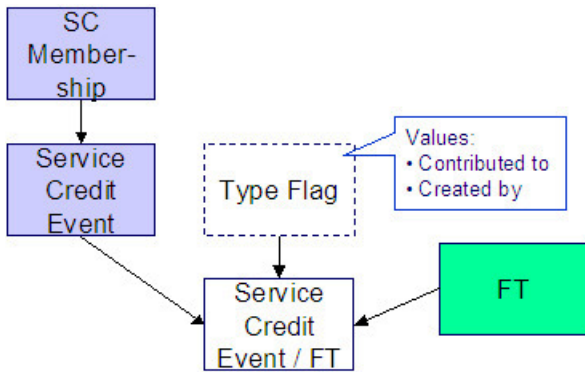 SC
Member-
ship
Service
Credit
Event
Type Flag
Values:
• Contributed to
• Created by
FT
Service
Credit
Event / FT